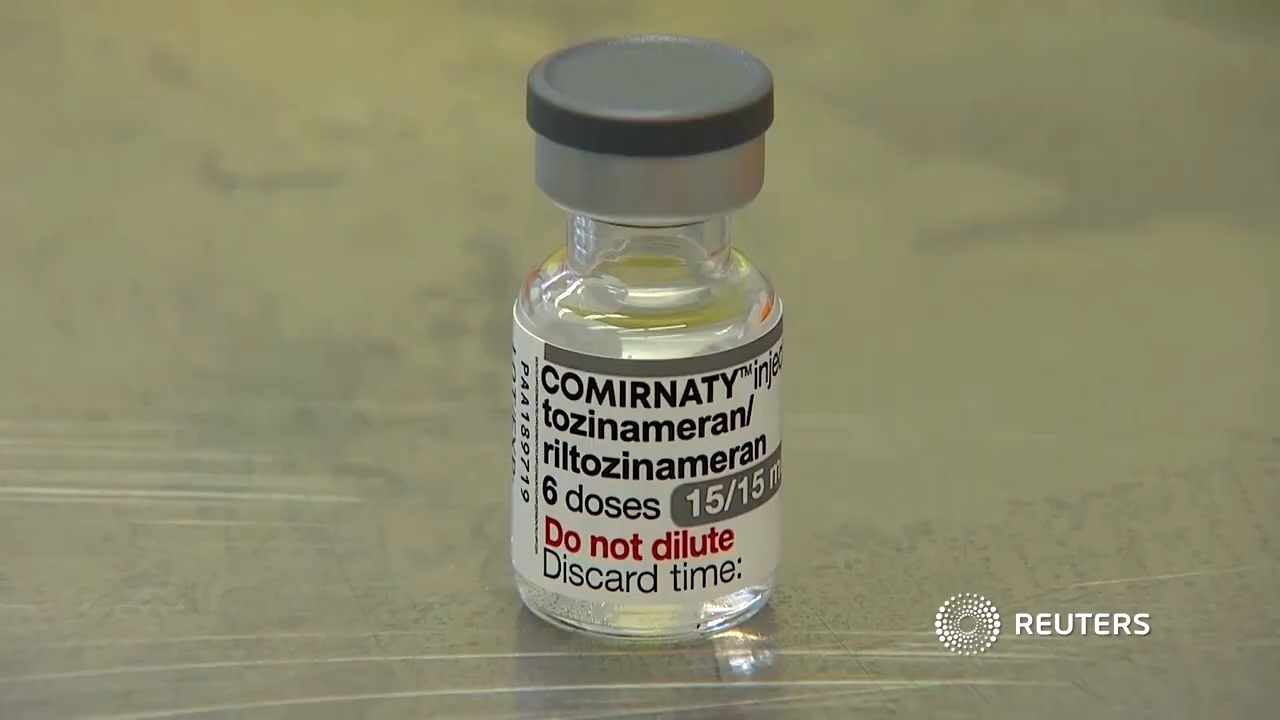 COMIRNATY™
tozinameran/
riltozinameran
6 doses 15/15
Do not dilute
Discard time:
PAA189719
REUTERS